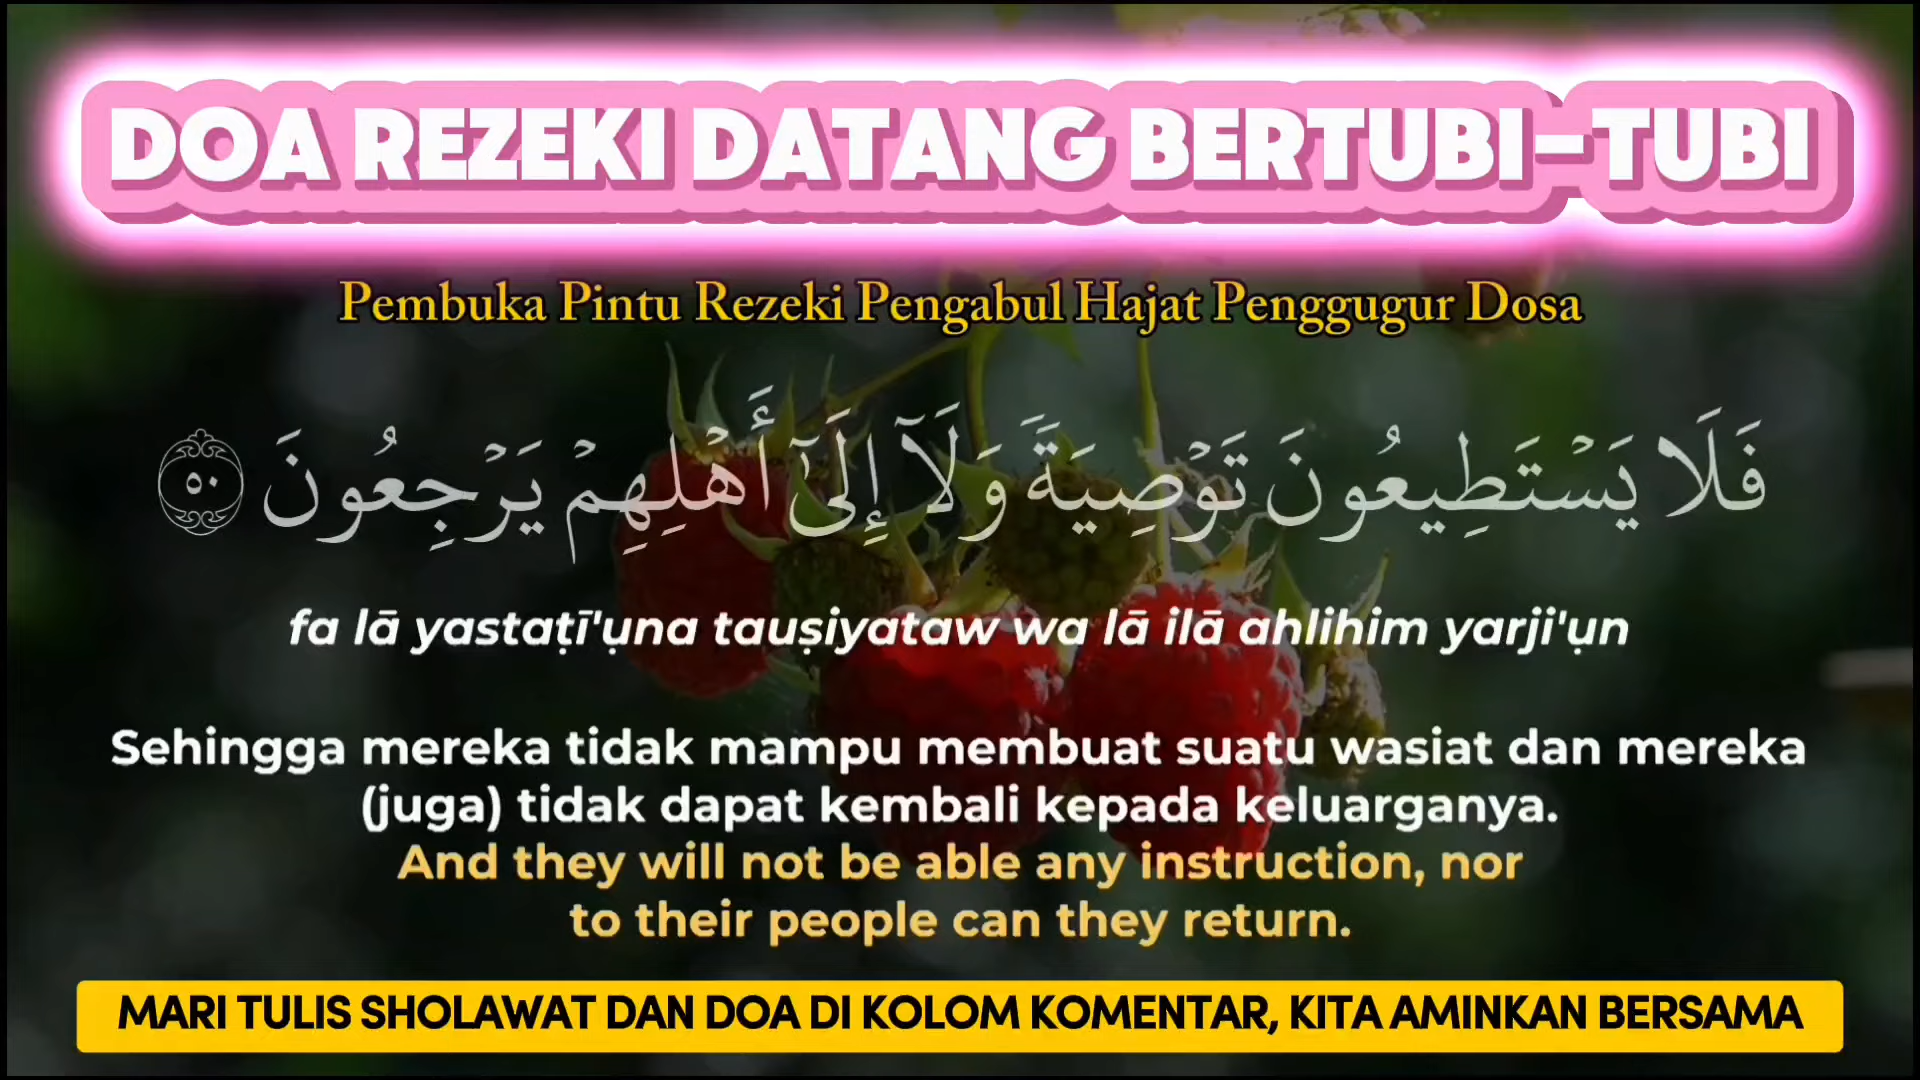 DOA REZEKI DATANG BERTUBI-TUBI
Pembuka Pintu Rezeki Pengabul Hajat Penggugur Dosa
فَلَا يَسْتَطِيعُونَ تَوْصِيَةً وَلَآ إِلَىٰٓ أَهْلِهِمْ يَرْجِعُونَ ٥٠
fa lā yastaṭī'ụna tauṣiyataw wa lā ilā ahlihim yarji'ụn
Sehingga mereka tidak mampu membuat suatu wasiat dan mereka
(juga) tidak dapat kembali kepada keluarganya.
And they will not be able any instruction, nor
to their people can they return.
MARI TULIS SHOLAWAT DAN DOA DI KOLOM KOMENTAR, KITA AMINKAN BERSAMA